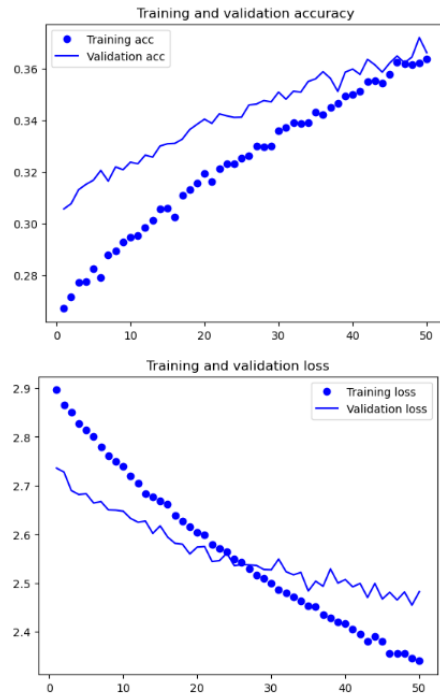 Training and validation accuracy
Training acc
Validation acc
0.36
0.34
0.32
0.30
0.28
0 10 20 30 40 50
Training and validation loss
2.9
Training loss
Validation loss
2.8
2.7
2.6
2.5
2.4
0 10 20 30 40 50